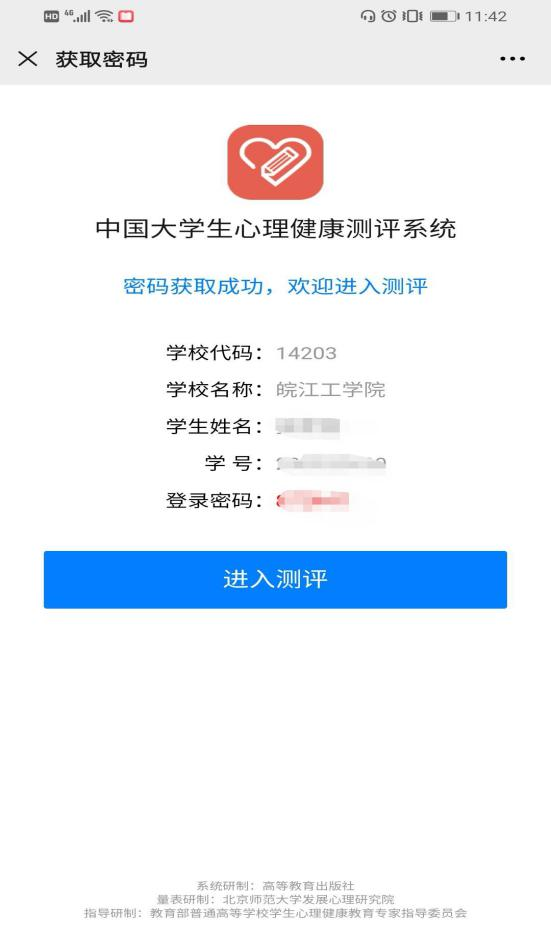 HD 4G 11:42
获取密码
中国大学生心理健康测评系统
密码获取成功，欢迎进入测评
学校代码：14203
学校名称：皖江工学院
学生姓名：
学 号：
登录密码：
进入测评
系统研制：高等教育出版社
量表研制：北京师范大学发展心理研究院
指导研制：教育部普通高等学校学生心理健康教育专家指导委员会